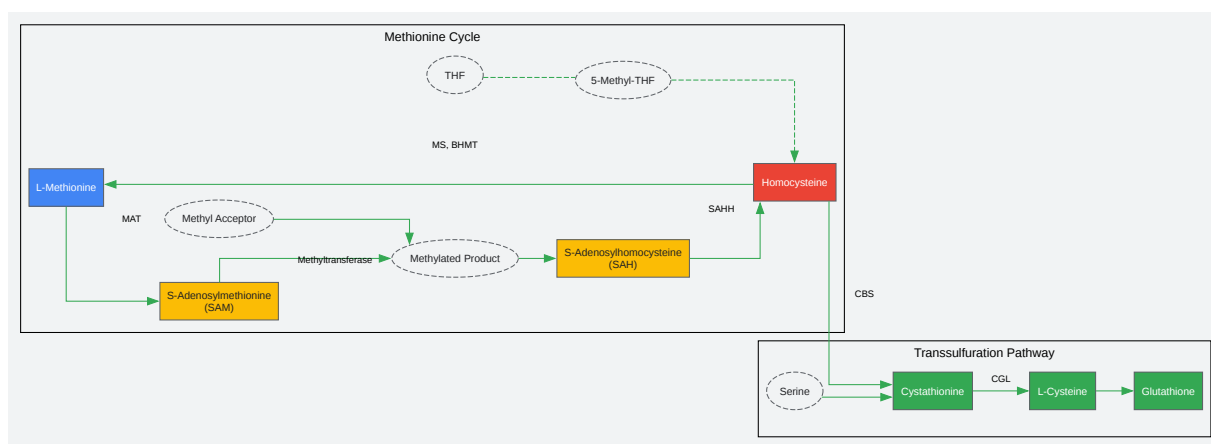 Methionine Cycle
THF
5-Methyl-THF
MS, BHMT
L-Methionine
Homocysteine
MAT
Methyl Acceptor
SAHH
Methyltransferase
Methylated Product
S-Adenosylhomocysteine
(SAH)
S-Adenosylmethionine
(SAM)
CBS
Transsulfuration Pathway
Serine
Cystathionine
CGL
L-Cysteine
Glutathione